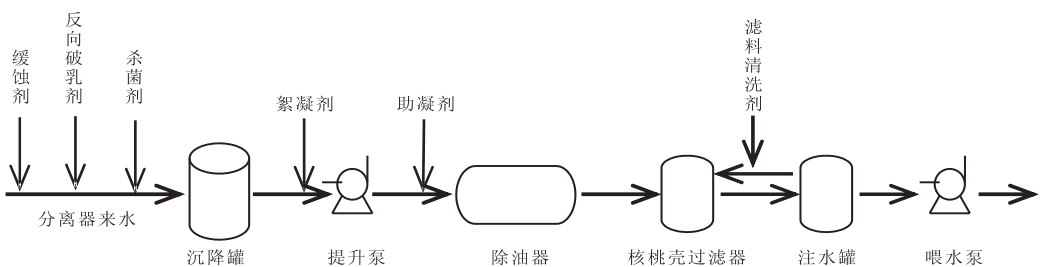 缓蚀剂
反向破乳剂
杀菌剂
絮凝剂
助凝剂
滤料清洗剂
分离器来水
沉降罐
提升泵
除油器
核桃壳过滤器
注水罐
喂水泵